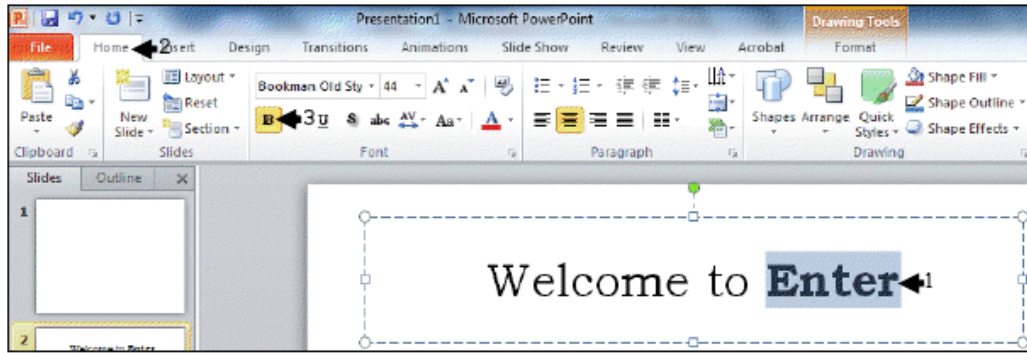 Presentation1 - Microsoft PowerPoint
Drawing Tools
File Home 2 Insert Design Transitions Animations Slide Show Review View Acrobat Format
Paste
New Slide
Layout
Reset
Section
Bookman Old Sty 44 A A
B 3 U S abc AV Aa A
Shapes Arrange Quick Styles
Shape Fill
Shape Outline
Shape Effects
Clipboard Slides Font Paragraph Drawing
Slides Outline
1
2
Welcome to Enter
Welcome to Enter 1